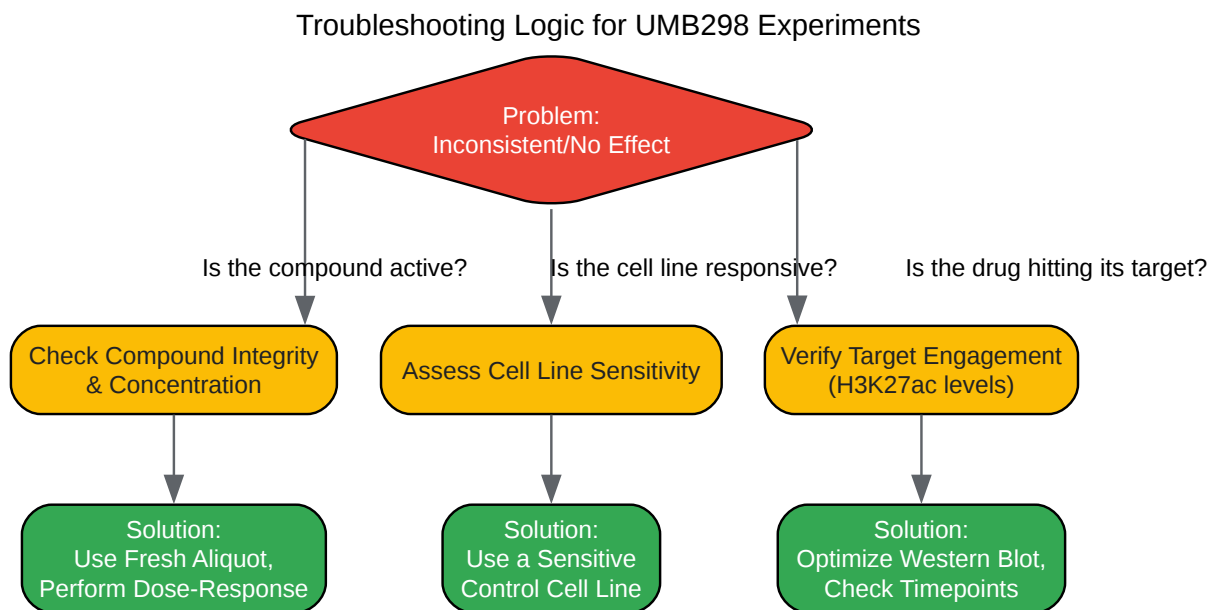 Troubleshooting Logic for UMB298 Experiments
Problem:
Inconsistent/No Effect
Is the compound active?
Is the cell line responsive?
Is the drug hitting its target?
Check Compound Integrity
& Concentration
Assess Cell Line Sensitivity
Verify Target Engagement
(H3K27ac levels)
Solution:
Use Fresh Aliquot,
Perform Dose-Response
Solution:
Use a Sensitive
Control Cell Line
Solution:
Optimize Western Blot,
Check Timepoints